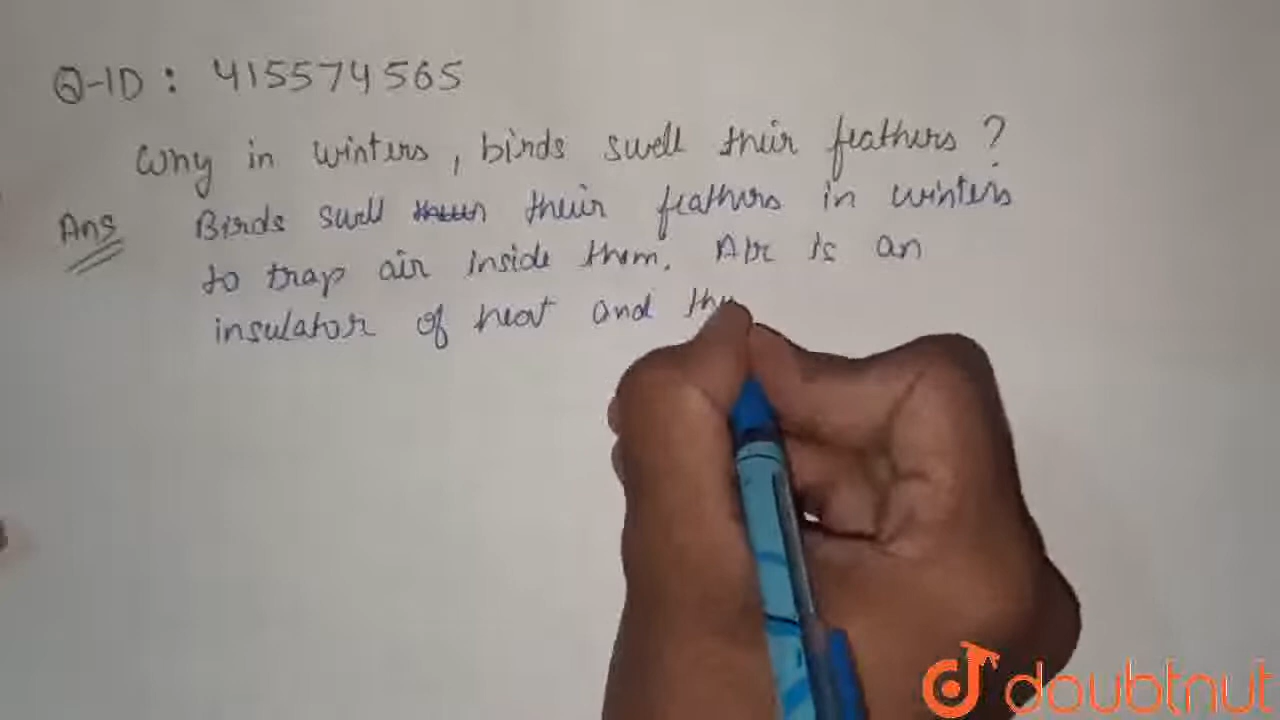 Q-ID : 415574565
Why in winters, birds swell their feathers ?
Ans Birds swell their feathers in winters
to trap air inside them. Air is an
insulator of heat and
doubtnut